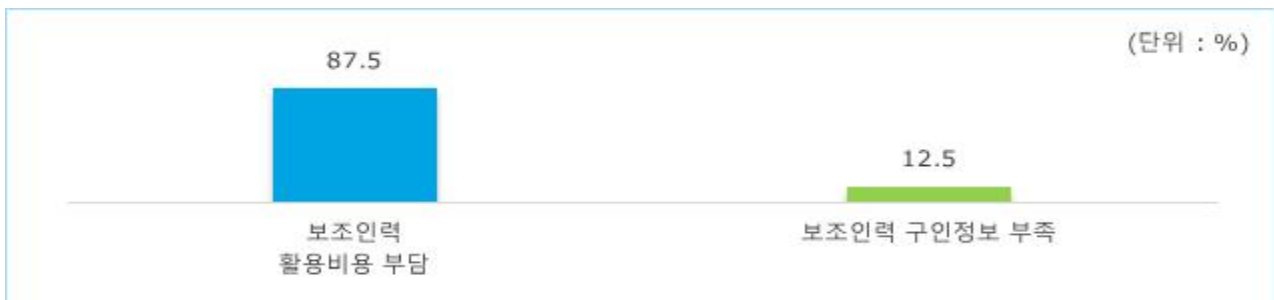 (단위 : %)
87.5
12.5
보조인력
활용비용 부담
보조인력 구인정보 부족